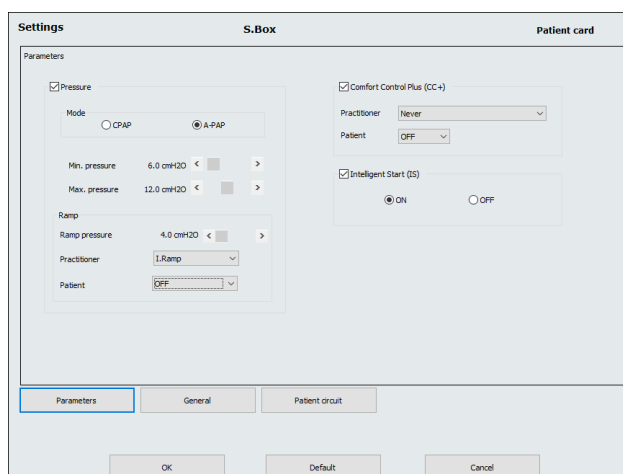 Settings
S.Box
Patient card
Parameters
Pressure
Mode
CPAP
A-PAP
Min. pressure 6.0 cmH2O
Max. pressure 12.0 cmH2O
Ramp
Ramp pressure 4.0 cmH2O
Practitioner I.Ramp
Patient OFF
Comfort Control Plus (CC+)
Practitioner Never
Patient OFF
Intelligent Start (IS)
ON
OFF
Parameters
General
Patient circuit
OK
Default
Cancel